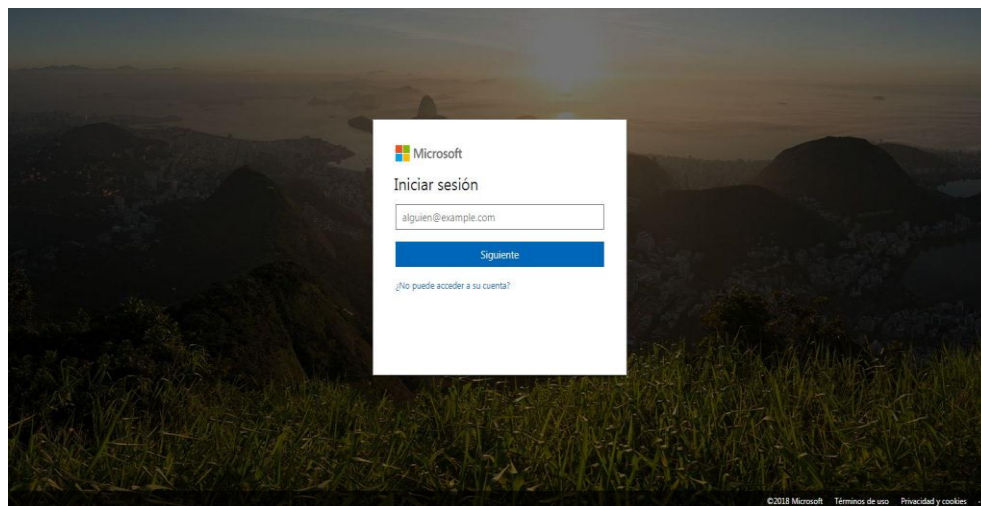 Microsoft
Iniciar sesión
alguien@example.com
Siguiente
¿No puede acceder a su cuenta?
©2018 Microsoft Términos de uso Privacidad y cookies